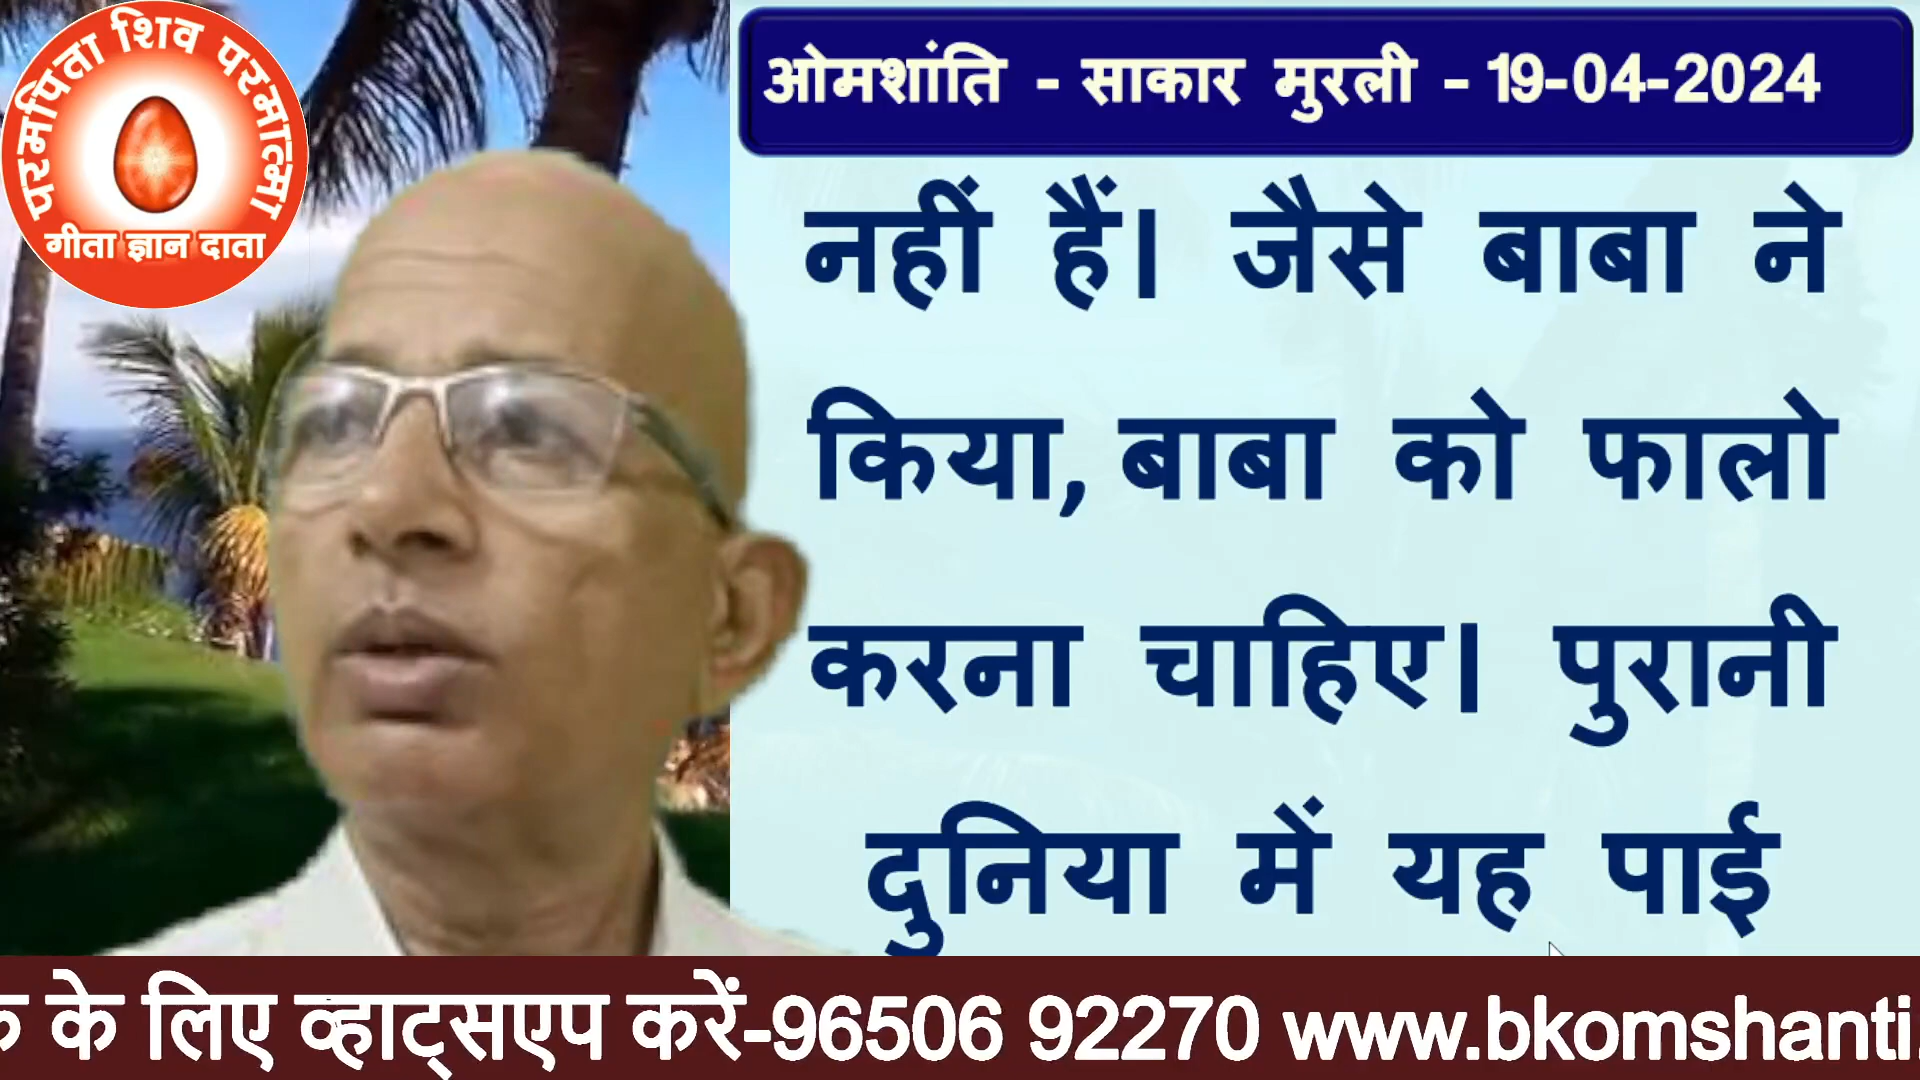 परमपिता शिव परमात्मा
गीता ज्ञान दाता
ओमशांति - साकार मुरली - 19-04-2024
नहीं हैं। जैसे बाबा ने
किया, बाबा को फालो
करना चाहिए। पुरानी
दुनिया में यह पाई
के लिए व्हाट्सएप करें-96506 92270 www.bkomshanti.